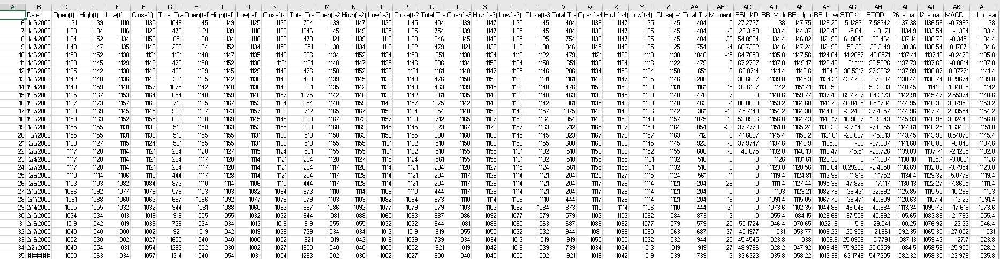 A B C D E F G H I J K L M N O P Q R S T U V W X Y Z AA AB AC AD AE AF AG AH AI AJ AK AL
Date Open(t) High(t) Low(t) Close(t) Total Tra Open(t-1) High(t-1) Low(t-1) Close(t-1 Total Tra Open(t-2 High(t-2) Low(t-2) Close(t-2 Total Tra Open(t-3 High(t-3) Low(t-3) Close(t-3 Total Tra Open(t-4 High(t-4) Low(t-4) Close(t-4 Total Tra Momentu RSI_14D BB_Midd BB_Upp BB_Lowe STOK STOD 26_ema 12_ema MACD roll_mean
6 1/12/2000 1121 1139 1110 1130 1046 1145 1149 1125 1125 754 1139 1147 1135 1145 404 1139 1147 1135 1145 404 1139 1147 1135 1145 404 5 27.2727 1138 1147.75 1128.25 5.12821 7.58242 1137.38 1136.58 -0.7993 1138
7 1/13/2000 1130 1134 1116 1122 479 1121 1139 1110 1130 1046 1145 1149 1125 1125 754 1139 1147 1135 1145 404 1139 1147 1135 1145 404 -8 26.3158 1133.4 1144.37 1122.43 -5.641 -10.171 1134.9 1133.54 -1.364 1133.4
8 1/14/2000 1134 1152 1134 1150 651 1130 1134 1116 1122 479 1121 1139 1110 1130 1046 1145 1149 1125 1125 754 1139 1147 1135 1145 404 28 54.0984 1134.4 1146.82 1121.98 61.9048 20.464 1137.14 1136.79 -0.3451 1134.4
9 1/17/2000 1140 1147 1135 1146 286 1134 1152 1134 1150 651 1130 1134 1116 1122 479 1121 1139 1110 1130 1046 1145 1149 1125 1125 754 -4 60.7362 1134.6 1147.24 1121.96 52.381 36.2149 1138.36 1138.54 0.17671 1134.6
10 1/18/2000 1150 1152 1130 1131 1161 1140 1147 1135 1146 286 1134 1152 1134 1150 651 1130 1134 1116 1122 479 1121 1139 1110 1130 1046 -15 64.7059 1135.8 1147.56 1124.04 14.2857 42.8571 1137.41 1137.16 -0.2479 1135.8
11 1/19/2000 1139 1145 1129 1140 476 1150 1152 1130 1131 1161 1140 1147 1135 1146 286 1134 1152 1134 1150 651 1130 1134 1116 1122 479 9 67.2727 1137.8 1149.17 1126.43 31.1111 32.5926 1137.73 1137.66 -0.0614 1137.8
12 1/20/2000 1135 1142 1130 1140 463 1139 1145 1129 1140 476 1150 1152 1130 1131 1161 1140 1147 1135 1146 286 1134 1152 1134 1150 651 0 66.0714 1141.4 1148.6 1134.2 36.5217 27.3062 1137.99 1138.07 0.07771 1141.4
13 1/21/2000 1142 1148 1136 1142 361 1135 1142 1130 1140 463 1139 1145 1129 1140 476 1150 1152 1130 1131 1161 1140 1147 1135 1146 286 2 36.6667 1139.8 1145.3 1134.31 43.4783 37.037 1138.44 1138.74 0.29674 1139.8
14 1/24/2000 1140 1159 1140 1157 1075 1142 1148 1136 1142 361 1135 1142 1130 1140 463 1139 1145 1129 1140 476 1150 1152 1130 1131 1161 15 36.6197 1142 1151.41 1132.59 80 53.3333 1140.45 1141.8 1.34825 1142
15 1/25/2000 1165 1167 1153 1164 854 1140 1159 1140 1157 1075 1142 1148 1136 1142 361 1135 1142 1130 1140 463 1139 1145 1129 1140 476 7 0 1148.6 1159.77 1137.43 69.4737 64.3173 1142.91 1145.47 2.55374 1148.6
16 1/26/2000 1167 1173 1157 1163 712 1165 1167 1153 1164 854 1140 1159 1140 1157 1075 1142 1148 1136 1142 361 1135 1142 1130 1140 463 -1 88.8889 1153.2 1164.68 1141.72 46.0465 65.1734 1144.95 1148.33 3.37952 1153.2
17 1/27/2000 1168 1169 1145 1145 923 1167 1173 1157 1163 712 1165 1167 1153 1164 854 1140 1159 1140 1157 1075 1142 1148 1136 1142 361 -18 45.7143 1154.2 1164.38 1144.02 -3.2432 37.4257 1144.96 1147.79 2.83554 1154.2
18 1/28/2000 1158 1163 1152 1155 608 1168 1169 1145 1145 923 1167 1173 1157 1163 712 1165 1167 1153 1164 854 1140 1159 1140 1157 1075 10 52.8926 1156.8 1164.43 1149.17 16.9697 19.9243 1145.93 1148.95 3.02449 1156.8
19 1/31/2000 1155 1155 1131 1132 518 1158 1163 1152 1155 608 1168 1169 1145 1145 923 1167 1173 1157 1163 712 1165 1167 1153 1164 854 -23 37.7778 1151.8 1165.24 1138.36 -37.143 -7.8055 1144.61 1146.25 1.63438 1151.8
20 2/1/2000 1155 1155 1131 1132 518 1155 1155 1131 1132 518 1158 1163 1152 1155 608 1168 1169 1145 1145 923 1167 1173 1157 1163 712 0 41.6667 1145.4 1159.2 1131.61 -26.667 -15.613 1143.45 1143.99 0.54076 1145.4
21 2/2/2000 1120 1127 1115 1124 561 1155 1155 1131 1132 518 1155 1155 1131 1132 518 1158 1163 1152 1155 608 1168 1169 1145 1145 923 -8 37.9747 1137.6 1149.9 1125.3 -20 -27.937 1141.68 1140.83 -0.849 1137.6
22 2/3/2000 1117 1128 1114 1121 204 1120 1127 1115 1124 561 1155 1155 1131 1132 518 1155 1155 1131 1132 518 1158 1163 1152 1155 608 -3 46.875 1132.8 1146.13 1119.47 -15.51 -20.726 1139.83 1137.71 -2.1205 1132.8
23 2/4/2000 1117 1128 1114 1121 204 1117 1128 1114 1121 204 1120 1127 1115 1124 561 1155 1155 1131 1132 518 1155 1155 1131 1132 518 0 0 1126 1131.61 1120.39 0 -11.837 1138.18 1135.1 -3.0831 1126
24 2/7/2000 1117 1128 1114 1121 204 1117 1128 1114 1121 204 1117 1128 1114 1121 204 1120 1127 1115 1124 561 1155 1155 1131 1132 518 0 0 1123.8 1128.56 1119.04 8.29268 -2.4058 1136.69 1132.89 -3.7954 1123.8
25 2/8/2000 1110 1114 1106 1110 444 1117 1128 1114 1121 204 1117 1128 1114 1121 204 1117 1128 1114 1121 204 1120 1127 1115 1124 561 -11 0 1119.4 1124.81 1113.99 -11.818 -1.1752 1134.4 1129.32 -5.0778 1119.4
26 2/9/2000 1103 1103 1082 1084 873 1110 1114 1106 1110 444 1117 1128 1114 1121 204 1117 1128 1114 1121 204 1117 1128 1114 1121 204 -26 0 1111.4 1127.44 1095.36 -47.826 -17.117 1130.13 1122.27 -7.8605 1111.4
27 2/10/2000 1086 1092 1077 1079 579 1103 1103 1082 1084 873 1110 1114 1106 1110 444 1117 1128 1114 1121 204 1117 1128 1114 1121 204 -5 0 1103 1123.21 1082.79 -38.431 -32.692 1125.85 1115.55 -10.296 1103
28 2/11/2000 1081 1088 1060 1063 687 1086 1092 1077 1079 579 1103 1103 1082 1084 873 1110 1114 1106 1110 444 1117 1128 1114 1121 204 -16 0 1091.4 1115.05 1067.75 -36.471 -40.909 1120.63 1107.4 -13.23 1091.4
29 2/14/2000 1055 1055 1032 1032 944 1081 1088 1060 1063 687 1086 1092 1077 1079 579 1103 1103 1082 1084 873 1110 1114 1106 1110 444 -31 0 1073.6 1102.35 1044.86 -48.049 -40.984 1113.34 1095.73 -17.619 1073.6
30 2/15/2000 1034 1034 1013 1019 919 1055 1055 1032 1032 944 1081 1088 1060 1063 687 1086 1092 1077 1079 579 1103 1103 1082 1084 873 -13 0 1055.4 1084.15 1026.66 -37.556 -40.692 1105.65 1083.86 -21.793 1055.4
31 2/16/2000 1019 1042 1019 1039 739 1034 1034 1013 1019 919 1055 1055 1032 1032 944 1081 1088 1060 1063 687 1086 1092 1077 1079 579 20 55.1724 1046.4 1070.65 1022.16 -1.519 -29.041 1100.25 1076.92 -23.33 1046.4
32 2/17/2000 1040 1040 1000 1002 921 1019 1042 1019 1039 739 1034 1034 1013 1019 919 1055 1055 1032 1032 944 1081 1088 1060 1063 687 -37 45.1977 1031 1053.77 1008.23 -25.909 -21.661 1092.35 1065.35 -27.002 1031
33 2/18/2000 1002 1030 1002 1027 1600 1040 1040 1000 1002 921 1019 1042 1019 1039 739 1034 1034 1013 1019 919 1055 1055 1032 1032 944 25 45.4545 1023.8 1038 1009.6 25.0909 -0.7791 1087.13 1059.43 -27.7 1023.8
34 2/21/2000 1040 1054 1031 1054 1283 1002 1030 1002 1027 1600 1040 1040 1000 1002 921 1019 1042 1019 1039 739 1034 1034 1013 1019 919 27 48.9796 1028.2 1047.92 1008.49 75.9259 25.0359 1084.5 1058.59 -25.905 1028.2
35 ###### 1050 1063 1034 1057 1314 1040 1054 1031 1054 1283 1002 1030 1002 1027 1600 1040 1040 1000 1002 921 1019 1042 1019 1039 739 3 33.6323 1035.8 1058.22 1013.38 63.1746 54.7305 1082.32 1058.35 -23.978 1035.8